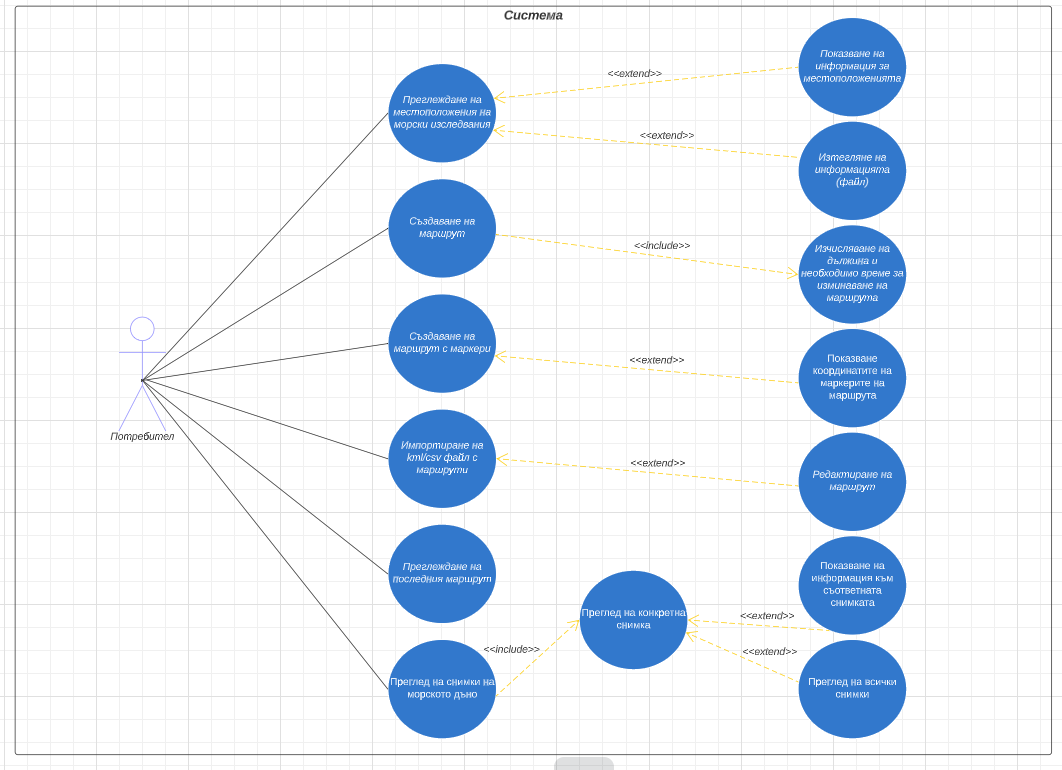 Система
Показване на
информация за
местоположенията
<<extend>>
Преглеждане на
местоположения на
морски изследвания
<<extend>>
Изтегляне на
информацията
(файл)
Създаване на
маршрут
<<include>>
Изчисляване на
дължина и
необходимо време за
изминаване на
маршрута
Създаване на
маршрут с маркери
<<extend>>
Показване
координатите на
маркерите на
маршрута
Потребител
Импортиране на
kml/csv файл с
маршрути
<<extend>>
Редактиране на
маршрут
Преглеждане на
последния маршрут
Показване на
информация към
съответната
снимката
Преглед на конкретна
снимка
<<extend>>
<<include>>
<<extend>>
Преглед на снимки на
морското дъно
Преглед на всички
снимки